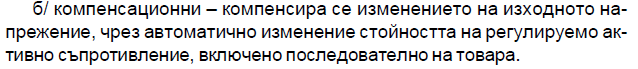 б/ компенсационни – компенсира се изменението на изходното на-
прежение, чрез автоматично изменение стойността на регулируемо ак-
тивно съпротивление, включено последователно на товара.